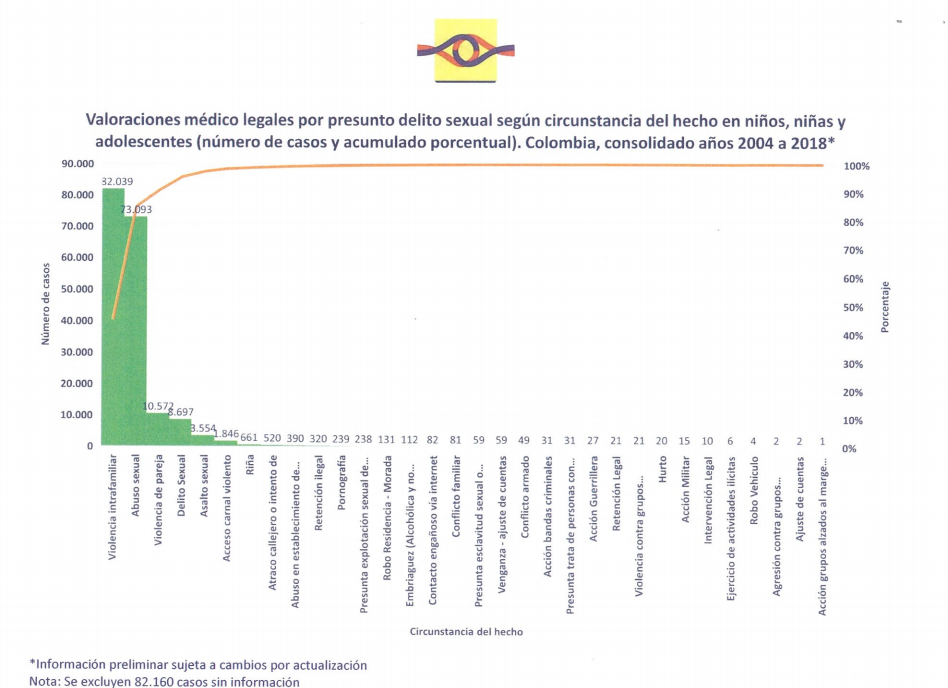 Valoraciones médico legales por presunto delito sexual según circunstancia del hecho en niños, niñas y
adolescentes (número de casos y acumulado porcentual). Colombia, consolidado años 2004 a 2018*
90.000
80.000
70.000
60.000
50.000
40.000
30.000
20.000
10.000
0
Número de casos
82.039
73.093
10.572
8.697
3.554
1.846
661
520
390
320
239
238
131
112
82
81
59
59
49
31
31
27
21
21
20
15
10
6
4
2
2
1
100%
90%
80%
70%
60%
50%
40%
30%
20%
10%
0%
Porcentaje
Violencia intrafamiliar
Abuso sexual
Violencia de pareja
Delito Sexual
Asalto sexual
Acceso carnal violento
Riña
Atraco callejero o intento de
Abuso en establecimiento de...
Retención ilegal
Pornografía
Presunta explotación sexual de...
Robo Residencia - Morada
Embriaguez (Alcohólica y no...
Contacto engañoso vía internet
Conflicto familiar
Presunta esclavitud sexual o...
Venganza - ajuste de cuentas
Conflicto armado
Acción bandas criminales
Presunta trata de personas con...
Acción Guerrillera
Retención Legal
Violencia contra grupos...
Hurto
Acción Militar
Intervención Legal
Ejercicio de actividades ilícitas
Robo Vehículo
Agresión contra grupos...
Ajuste de cuentas
Acción grupos alzados al marge...
Circunstancia del hecho
*Información preliminar sujeta a cambios por actualización
Nota: Se excluyen 82.160 casos sin información